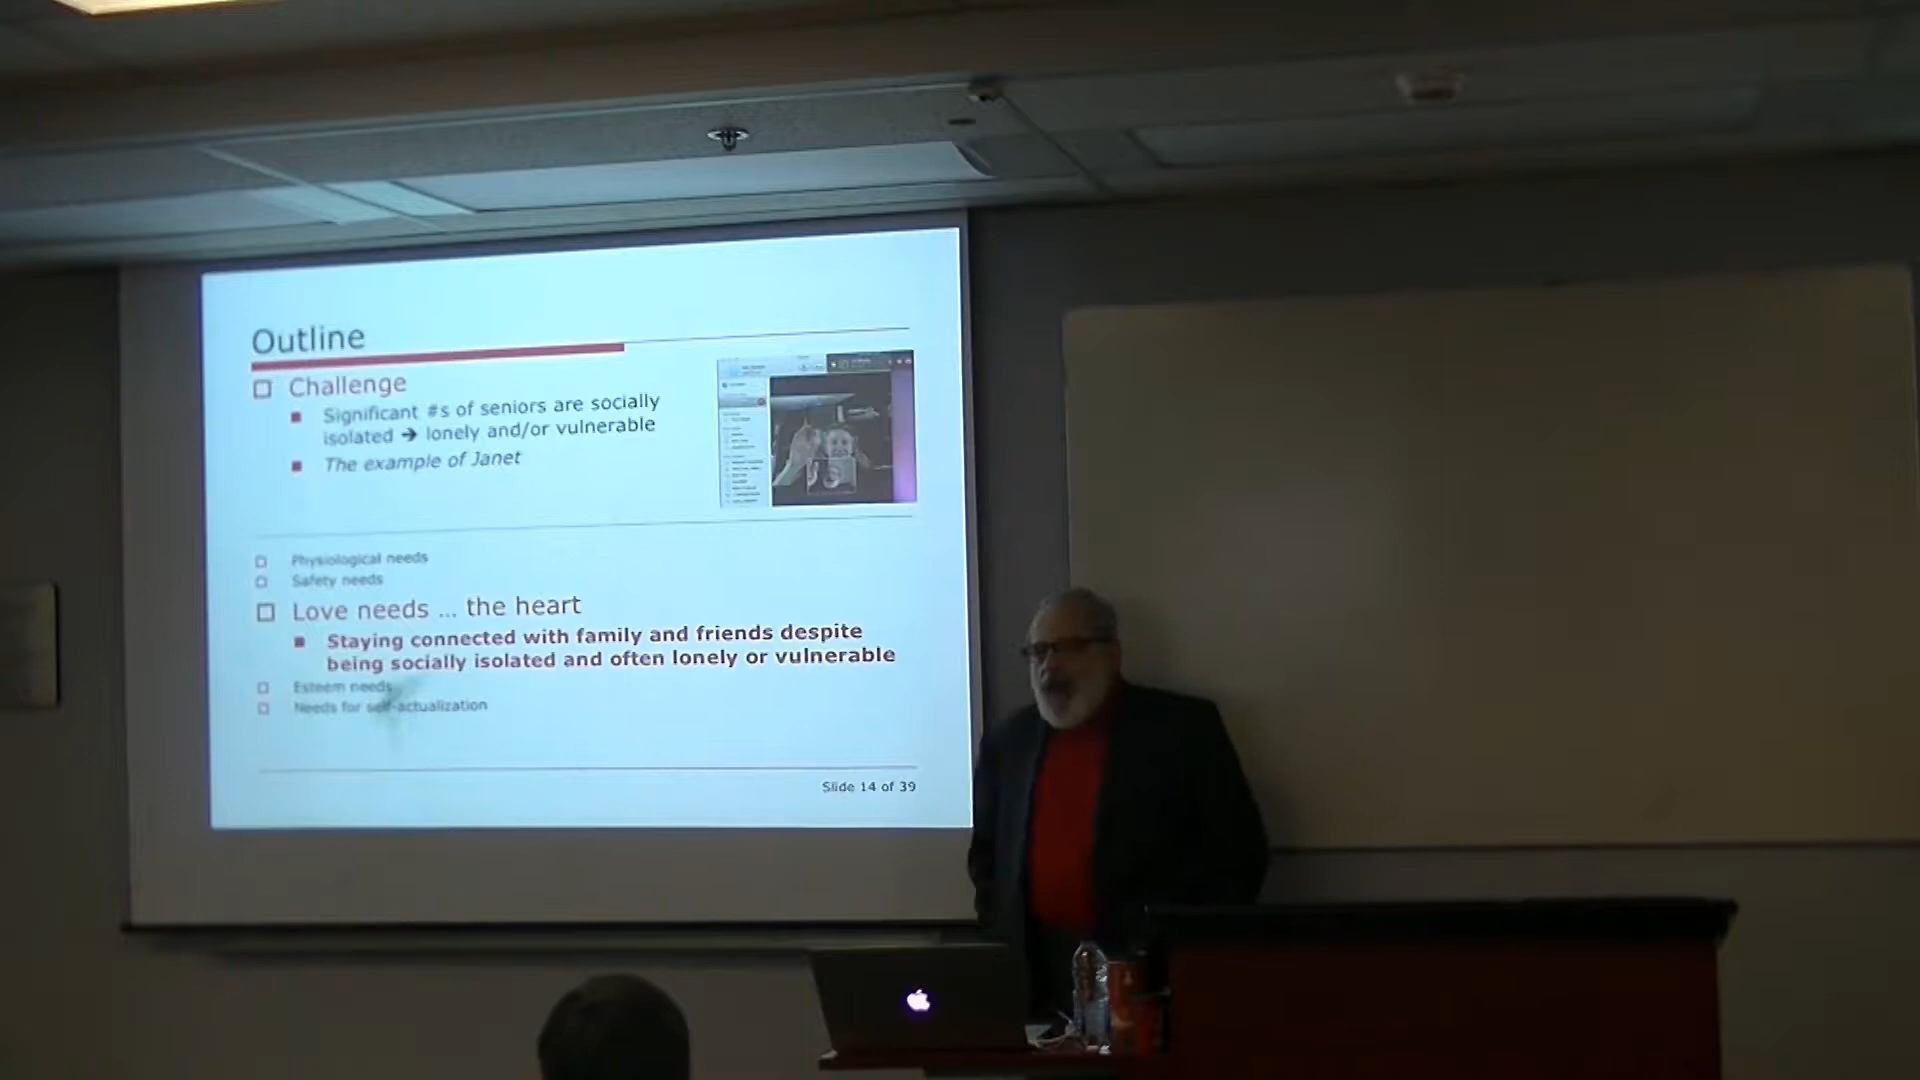 Outline
Challenge
Significant #s of seniors are socially
isolated → lonely and/or vulnerable
The example of Janet
Physiological needs
Safety needs
Love needs ... the heart
Staying connected with family and friends despite
being socially isolated and often lonely or vulnerable
Esteem needs
Needs for self-actualization
Slide 14 of 39